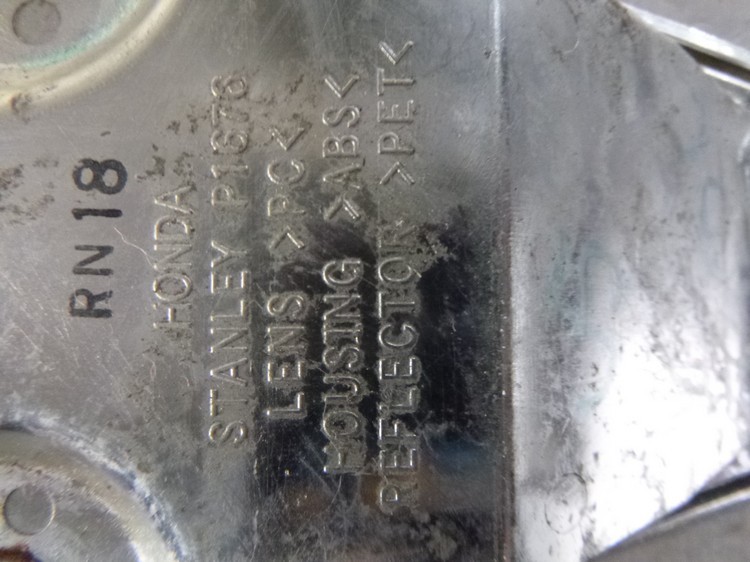 RN18
HONDA
STANLEY P1678
LENS >PC<
HOUSING >ABS<
REFLECTOR >PET<